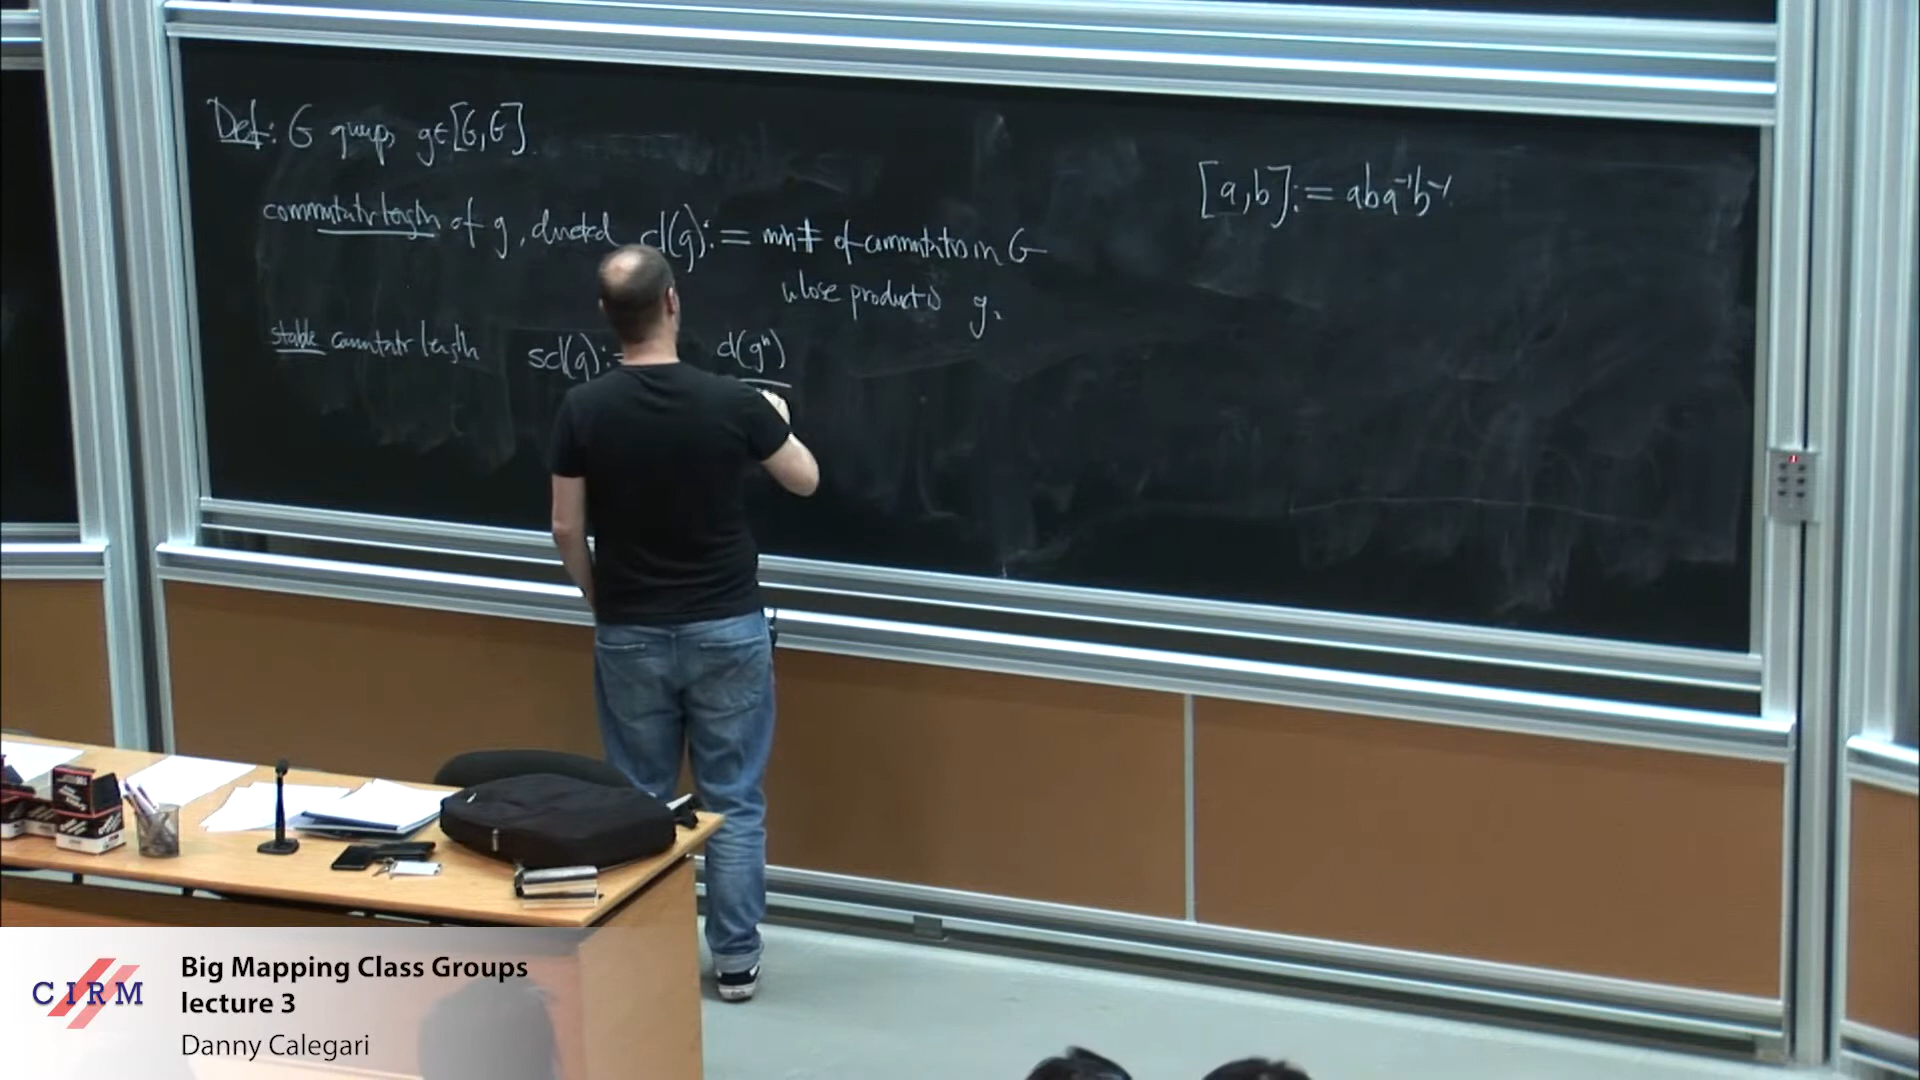 Def: G group, g∈[G,G].
[a,b]:= aba⁻¹b⁻¹
commutator length of g, denoted cl(g):= min # of commutators in G
whose product is g.
stable commutator length scl(g):= cl(gⁿ)
CIRM
Big Mapping Class Groups
lecture 3
Danny Calegari